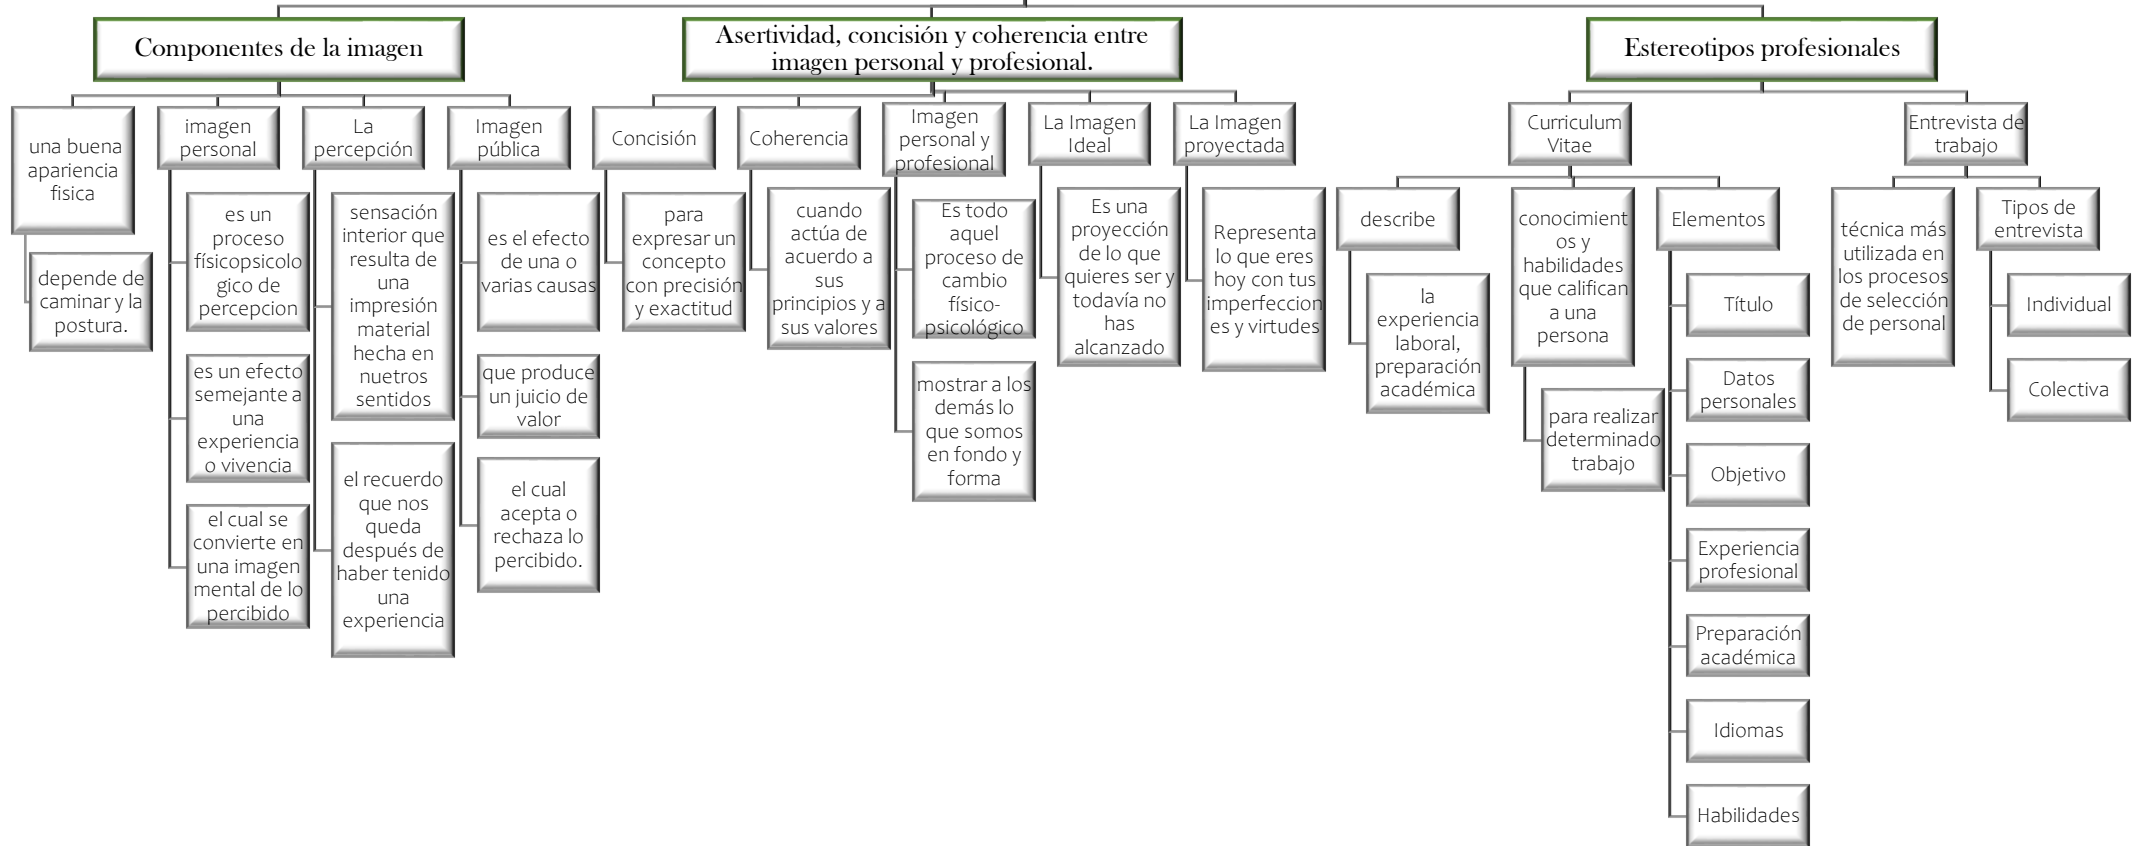 Componentes de la imagen
una buena
apariencia
fisica
depende de
caminar y la
postura.
imagen
personal
es un
proceso
físicopsicolo
gico de
percepcion
es un efecto
semejante a
una
experiencia
o vivencia
el cual se
convierte en
una imagen
mental de lo
percibido
La
percepción
sensación
interior que
resulta de
una
impresión
material
hecha en
nuetros
sentidos
el recuerdo
que nos
queda
después de
haber tenido
una
experiencia
Imagen
pública
es el efecto
de una o
varias causas
que produce
un juicio de
valor
el cual
acepta o
rechaza lo
percibido.
Asertividad, concisión y coherencia entre
imagen personal y profesional.
Concisión
para
expresar un
concepto
con precisión
y exactitud
Coherencia
cuando
actúa de
acuerdo a
sus
principios y a
sus valores
Imagen
personal y
profesional
Es todo
aquel
proceso de
cambio
físico-
psicológico
mostrar a los
demás lo
que somos
en fondo y
forma
La Imagen
Ideal
Es una
proyección
de lo que
quieres ser y
todavía no
has
alcanzado
La Imagen
proyectada
Representa
lo que eres
hoy con tus
imperfeccion
es y virtudes
Estereotipos profesionales
Curriculum
Vitae
describe
la
experiencia
laboral,
preparación
académica
conocimient
os y
habilidades
que califican
a una
persona
para realizar
determinado
trabajo
Elementos
Título
Datos
personales
Objetivo
Experiencia
profesional
Preparación
académica
Idiomas
Habilidades
Entrevista de
trabajo
técnica más
utilizada en
los procesos
de selección
de personal
Tipos de
entrevista
Individual
Colectiva